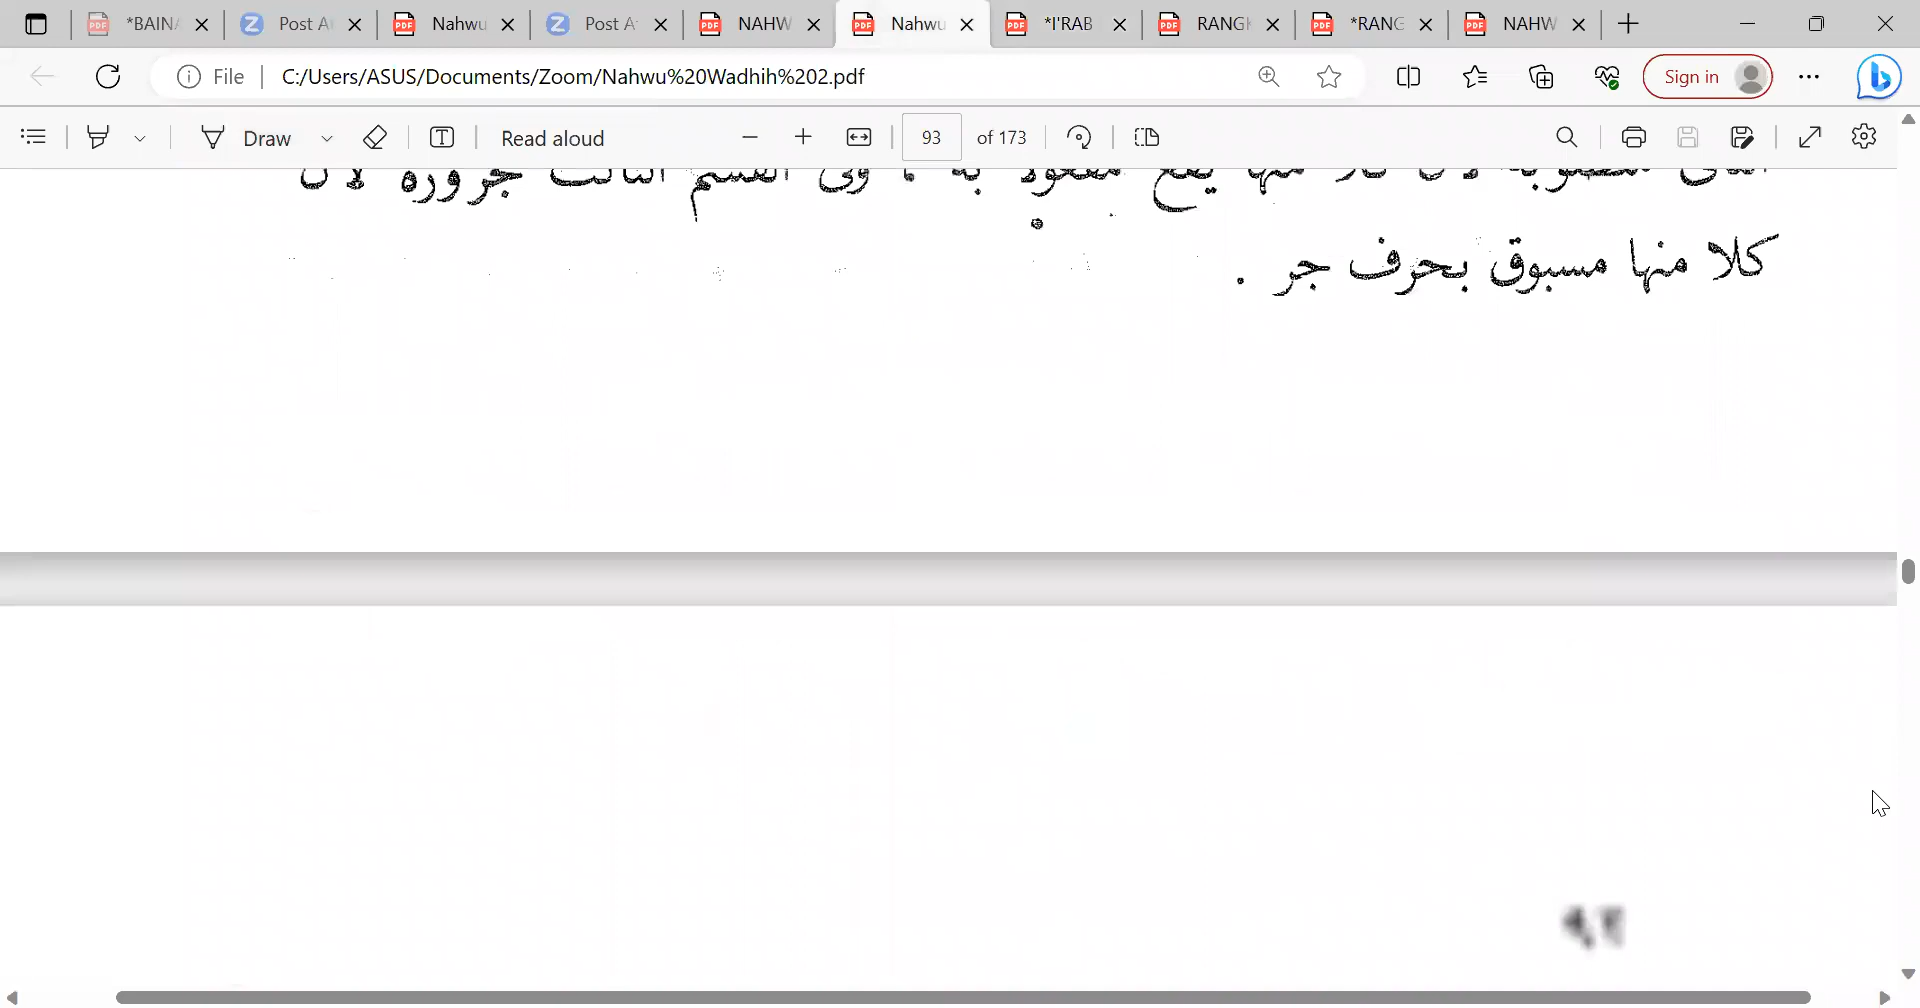 *BAIN
Post A
Nahwu
Post A
NAHW
Nahwu
*I'RAB
RANGK
*RANG
NAHW
File
C:/Users/ASUS/Documents/Zoom/Nahwu%20Wadhih%202.pdf
Sign in
Draw
Read aloud
93 of 173
كلا منها مسبوق بحرف جر .